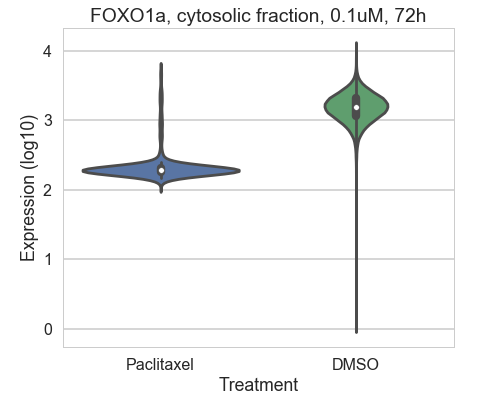 FOXO1a, cytosolic fraction, 0.1uM, 72h
Expression (log10)
4
3
2
1
0
Paclitaxel DMSO
Treatment